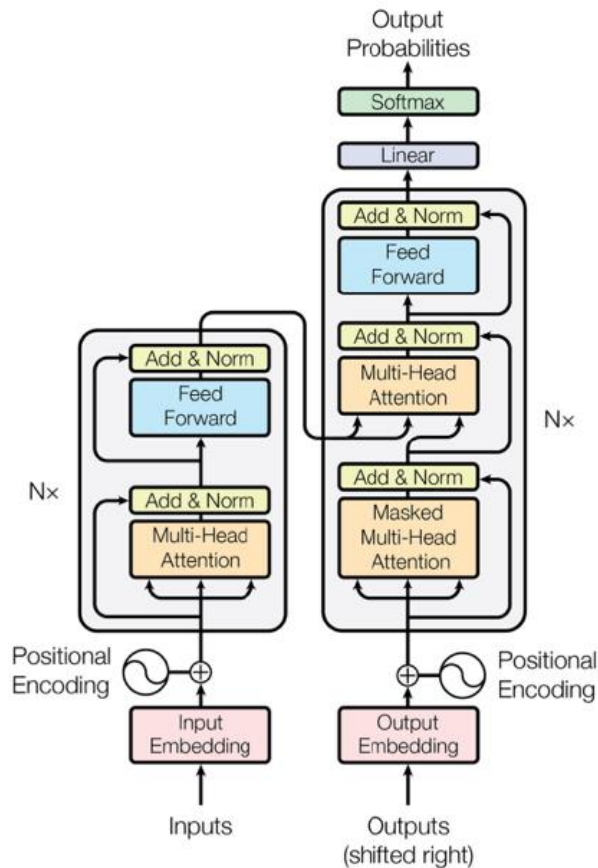 Output
Probabilities
Softmax
Linear
Add & Norm
Feed
Forward
Add & Norm
Multi-Head
Attention
Add & Norm
Masked
Multi-Head
Attention
Nx
Add & Norm
Feed
Forward
Add & Norm
Multi-Head
Attention
Nx
Positional
Encoding
Positional
Encoding
Input
Embedding
Output
Embedding
Inputs
Outputs
(shifted right)